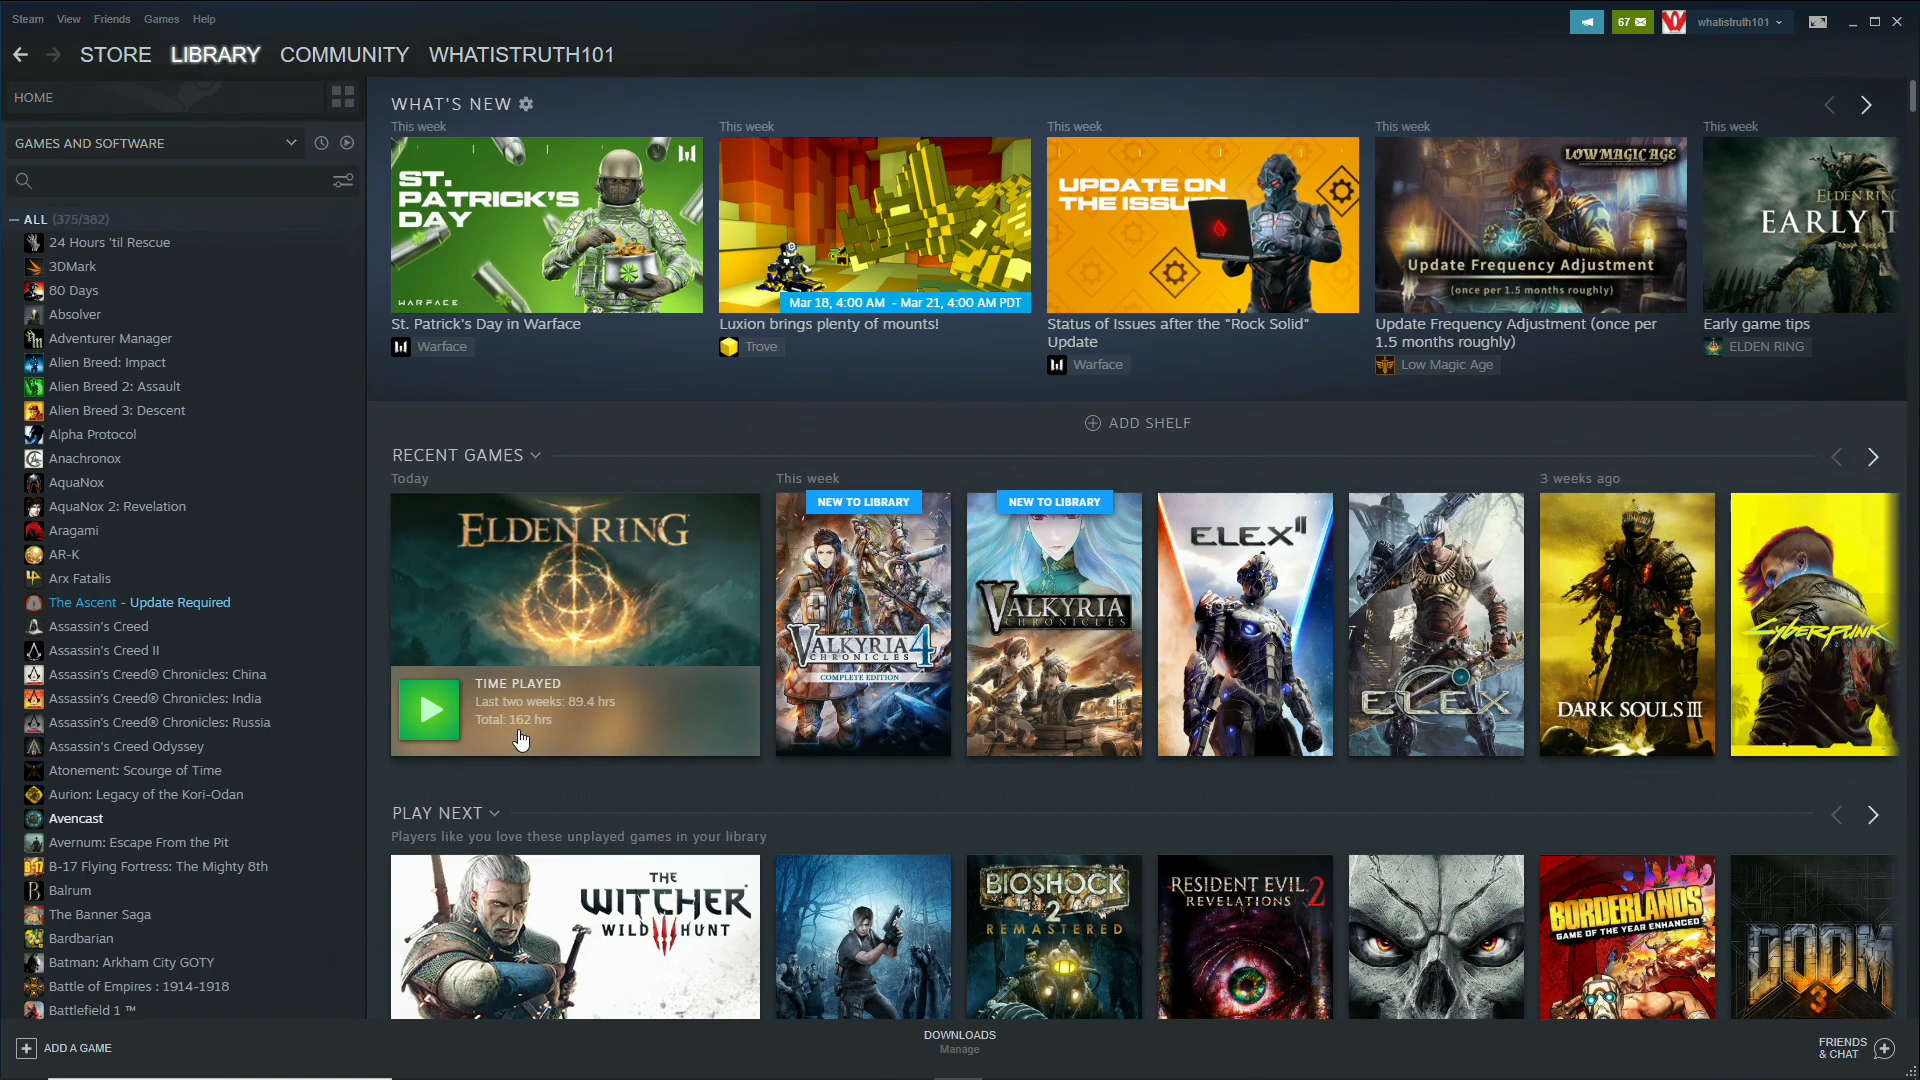 Steam View Friends Games Help
67
whatistruth101
STORE LIBRARY COMMUNITY WHATISTRUTH101
HOME
GAMES AND SOFTWARE
ALL (375/382)
24 Hours 'til Rescue
3DMark
80 Days
Absolver
Adventurer Manager
Alien Breed: Impact
Alien Breed 2: Assault
Alien Breed 3: Descent
Alpha Protocol
Anachronox
AquaNox
AquaNox 2: Revelation
Aragami
AR-K
Arx Fatalis
The Ascent - Update Required
Assassin's Creed
Assassin's Creed II
Assassin's Creed® Chronicles: China
Assassin's Creed® Chronicles: India
Assassin's Creed® Chronicles: Russia
Assassin's Creed Odyssey
Atonement: Scourge of Time
Aurion: Legacy of the Kori-Odan
Avencast
Avernum: Escape From the Pit
B-17 Flying Fortress: The Mighty 8th
Balrum
The Banner Saga
Bardbarian
Batman: Arkham City GOTY
Battle of Empires : 1914-1918
Battlefield 1 ™
ADD A GAME
WHAT'S NEW
This week
ST.
PATRICK'S
DAY
WARFACE
St. Patrick's Day in Warface
Warface
This week
Mar 18, 4:00 AM - Mar 21, 4:00 AM PDT
Luxion brings plenty of mounts!
Trove
This week
UPDATE ON
THE ISSUES
Status of Issues after the "Rock Solid"
Update
Warface
This week
LOW MAGIC AGE
Update Frequency Adjustment
(once per 1.5 months roughly)
Update Frequency Adjustment (once per
1.5 months roughly)
Low Magic Age
This week
ELDEN RING
EARLY T
Early game tips
ELDEN RING
ADD SHELF
RECENT GAMES
Today
ELDEN RING
TIME PLAYED
Last two weeks: 89.4 hrs
Total: 162 hrs
This week
NEW TO LIBRARY
VALKYRIA 4
CHRONICLES
COMPLETE EDITION
NEW TO LIBRARY
VALKYRIA
CHRONICLES
ELEX II
ELEX
3 weeks ago
DARK SOULS III
Cyberpunk
2077
PLAY NEXT
Players like you love these unplayed games in your library
THE
WITCHER
WILD HUNT
BIOSHOCK
2
REMASTERED
RESIDENT EVIL
REVELATIONS 2
BORDERLANDS
GAME OF THE YEAR ENHANCED
DOOM
3
DOWNLOADS
Manage
FRIENDS
& CHAT